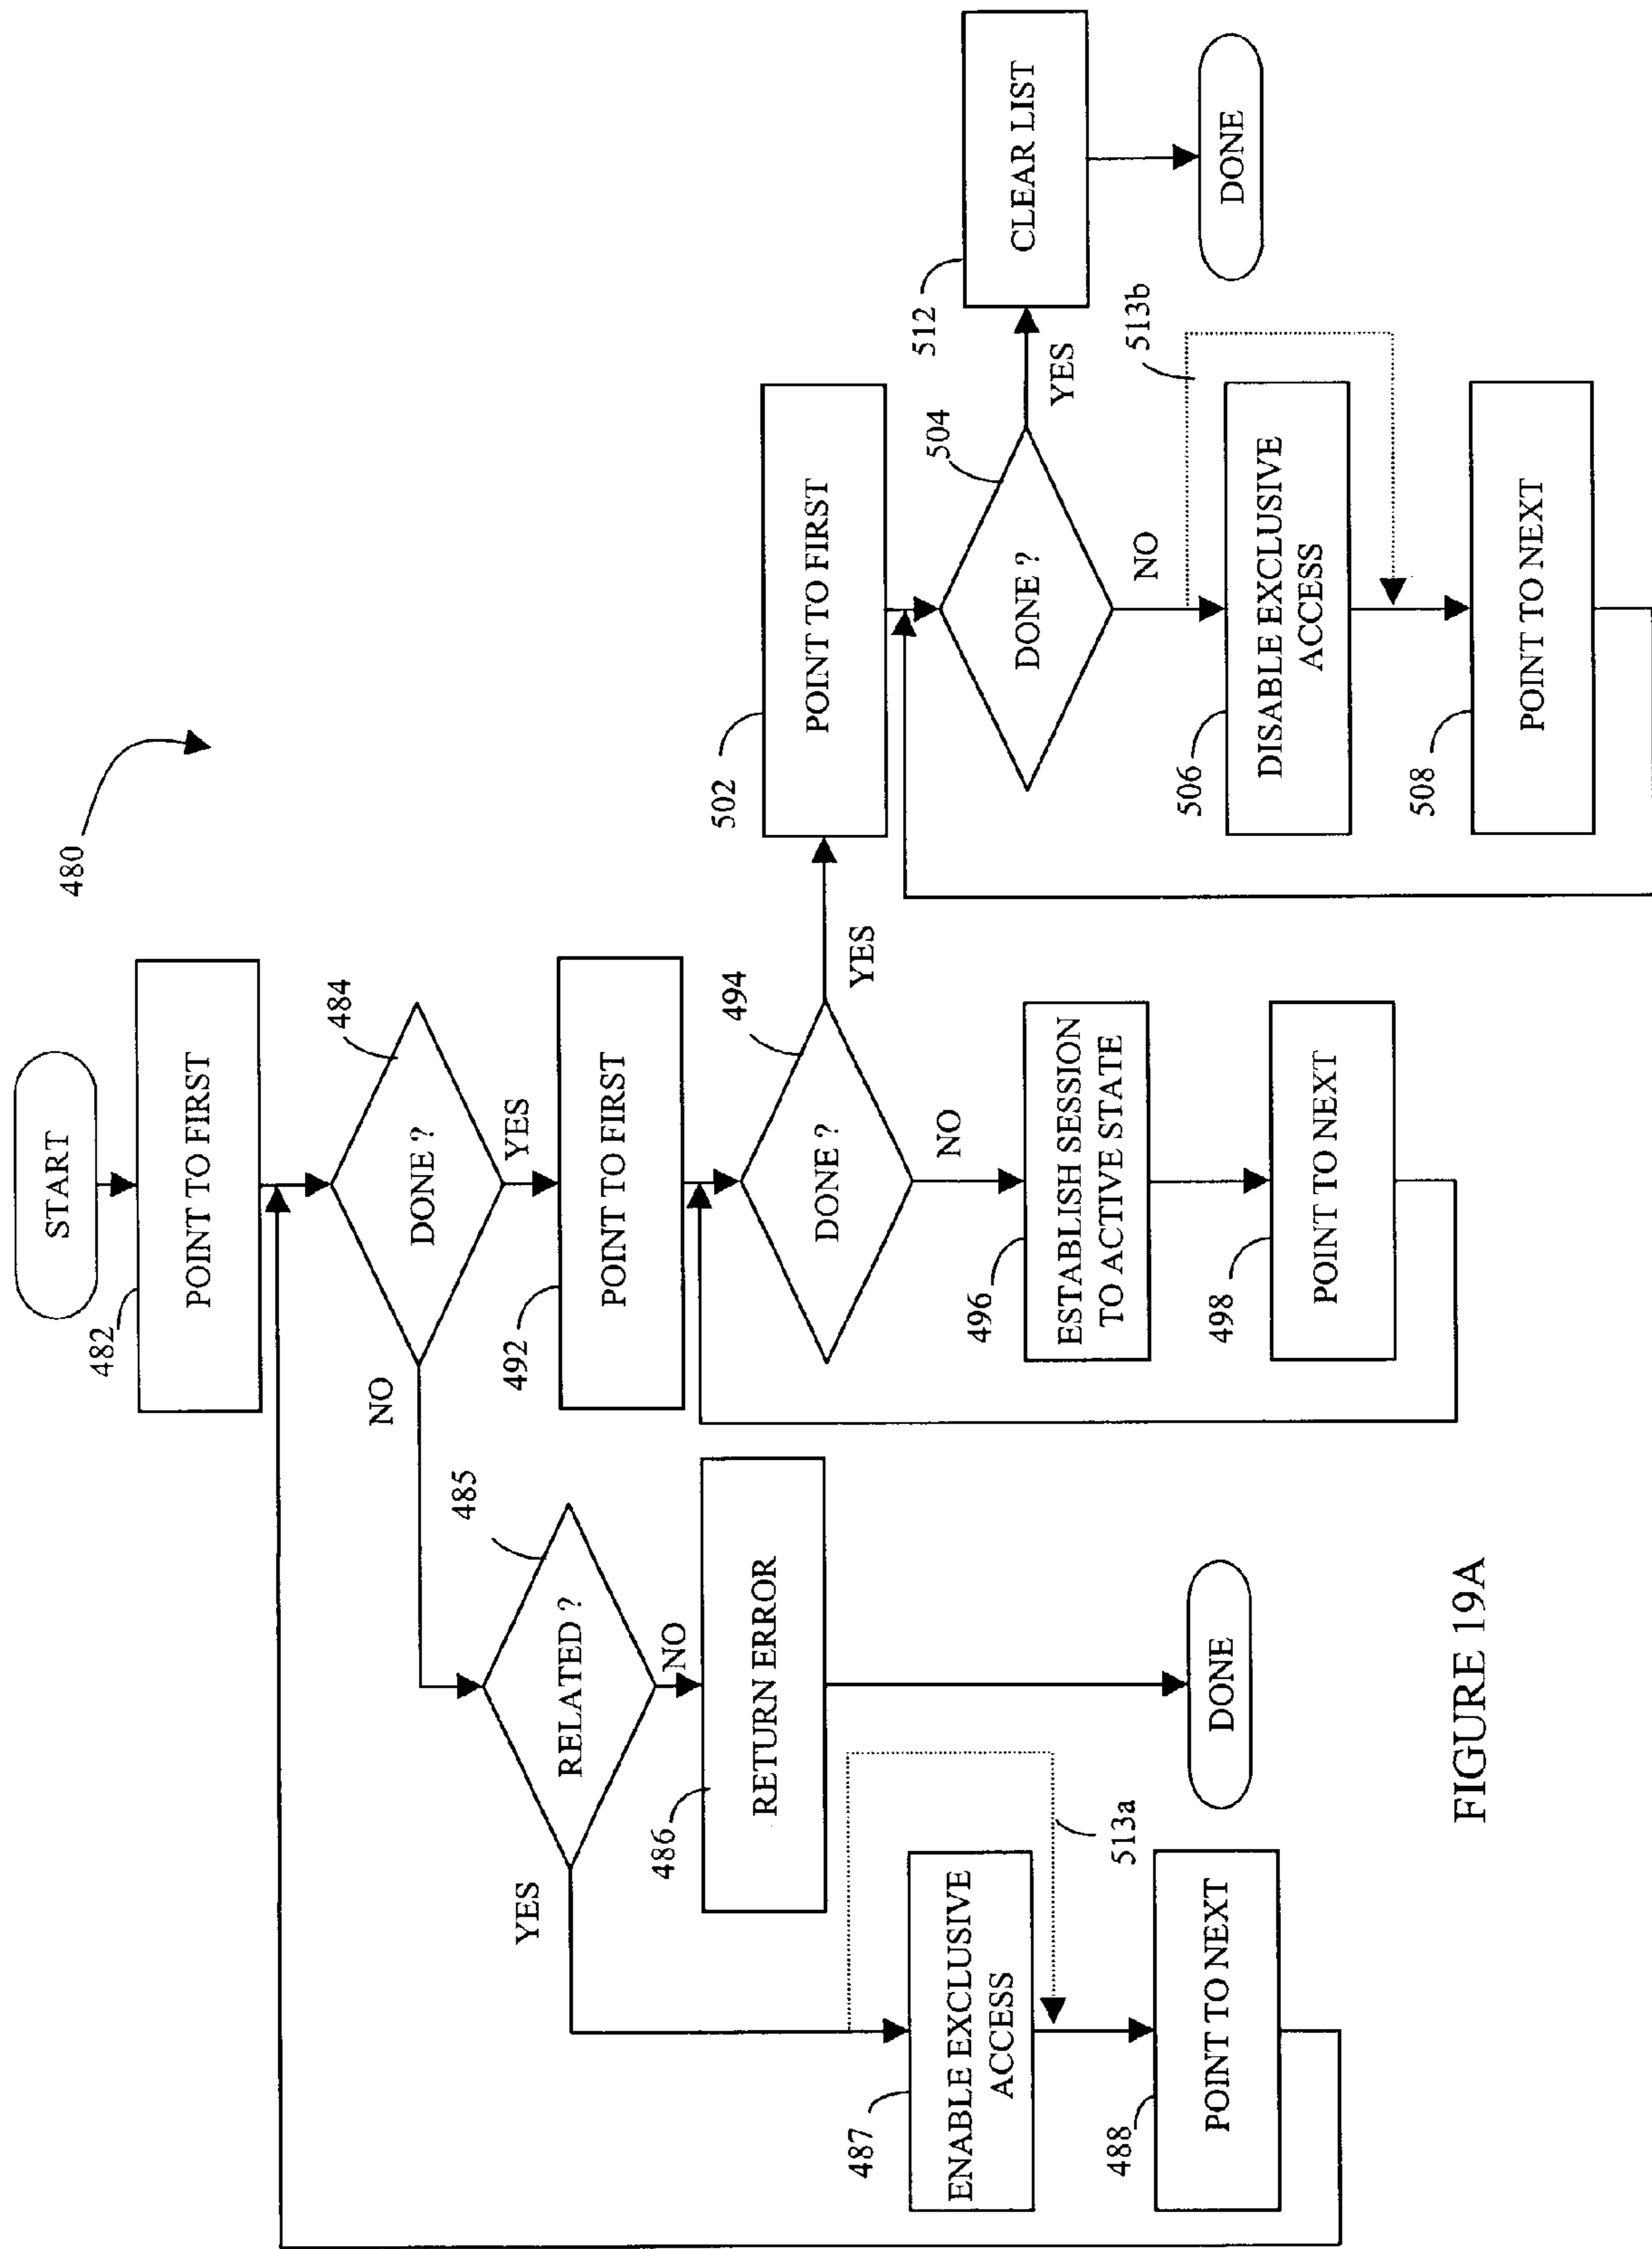 480
START
482
POINT TO FIRST
484
DONE ?
NO
YES
485
RELATED ?
YES
NO
486
RETURN ERROR
DONE
487
ENABLE EXCLUSIVE
ACCESS
513a
488
POINT TO NEXT
492
POINT TO FIRST
494
DONE ?
YES
NO
496
ESTABLISH SESSION
TO ACTIVE STATE
498
POINT TO NEXT
502
POINT TO FIRST
504
DONE ?
YES
NO
506
DISABLE EXCLUSIVE
ACCESS
513b
508
POINT TO NEXT
512
CLEAR LIST
DONE
FIGURE 19A